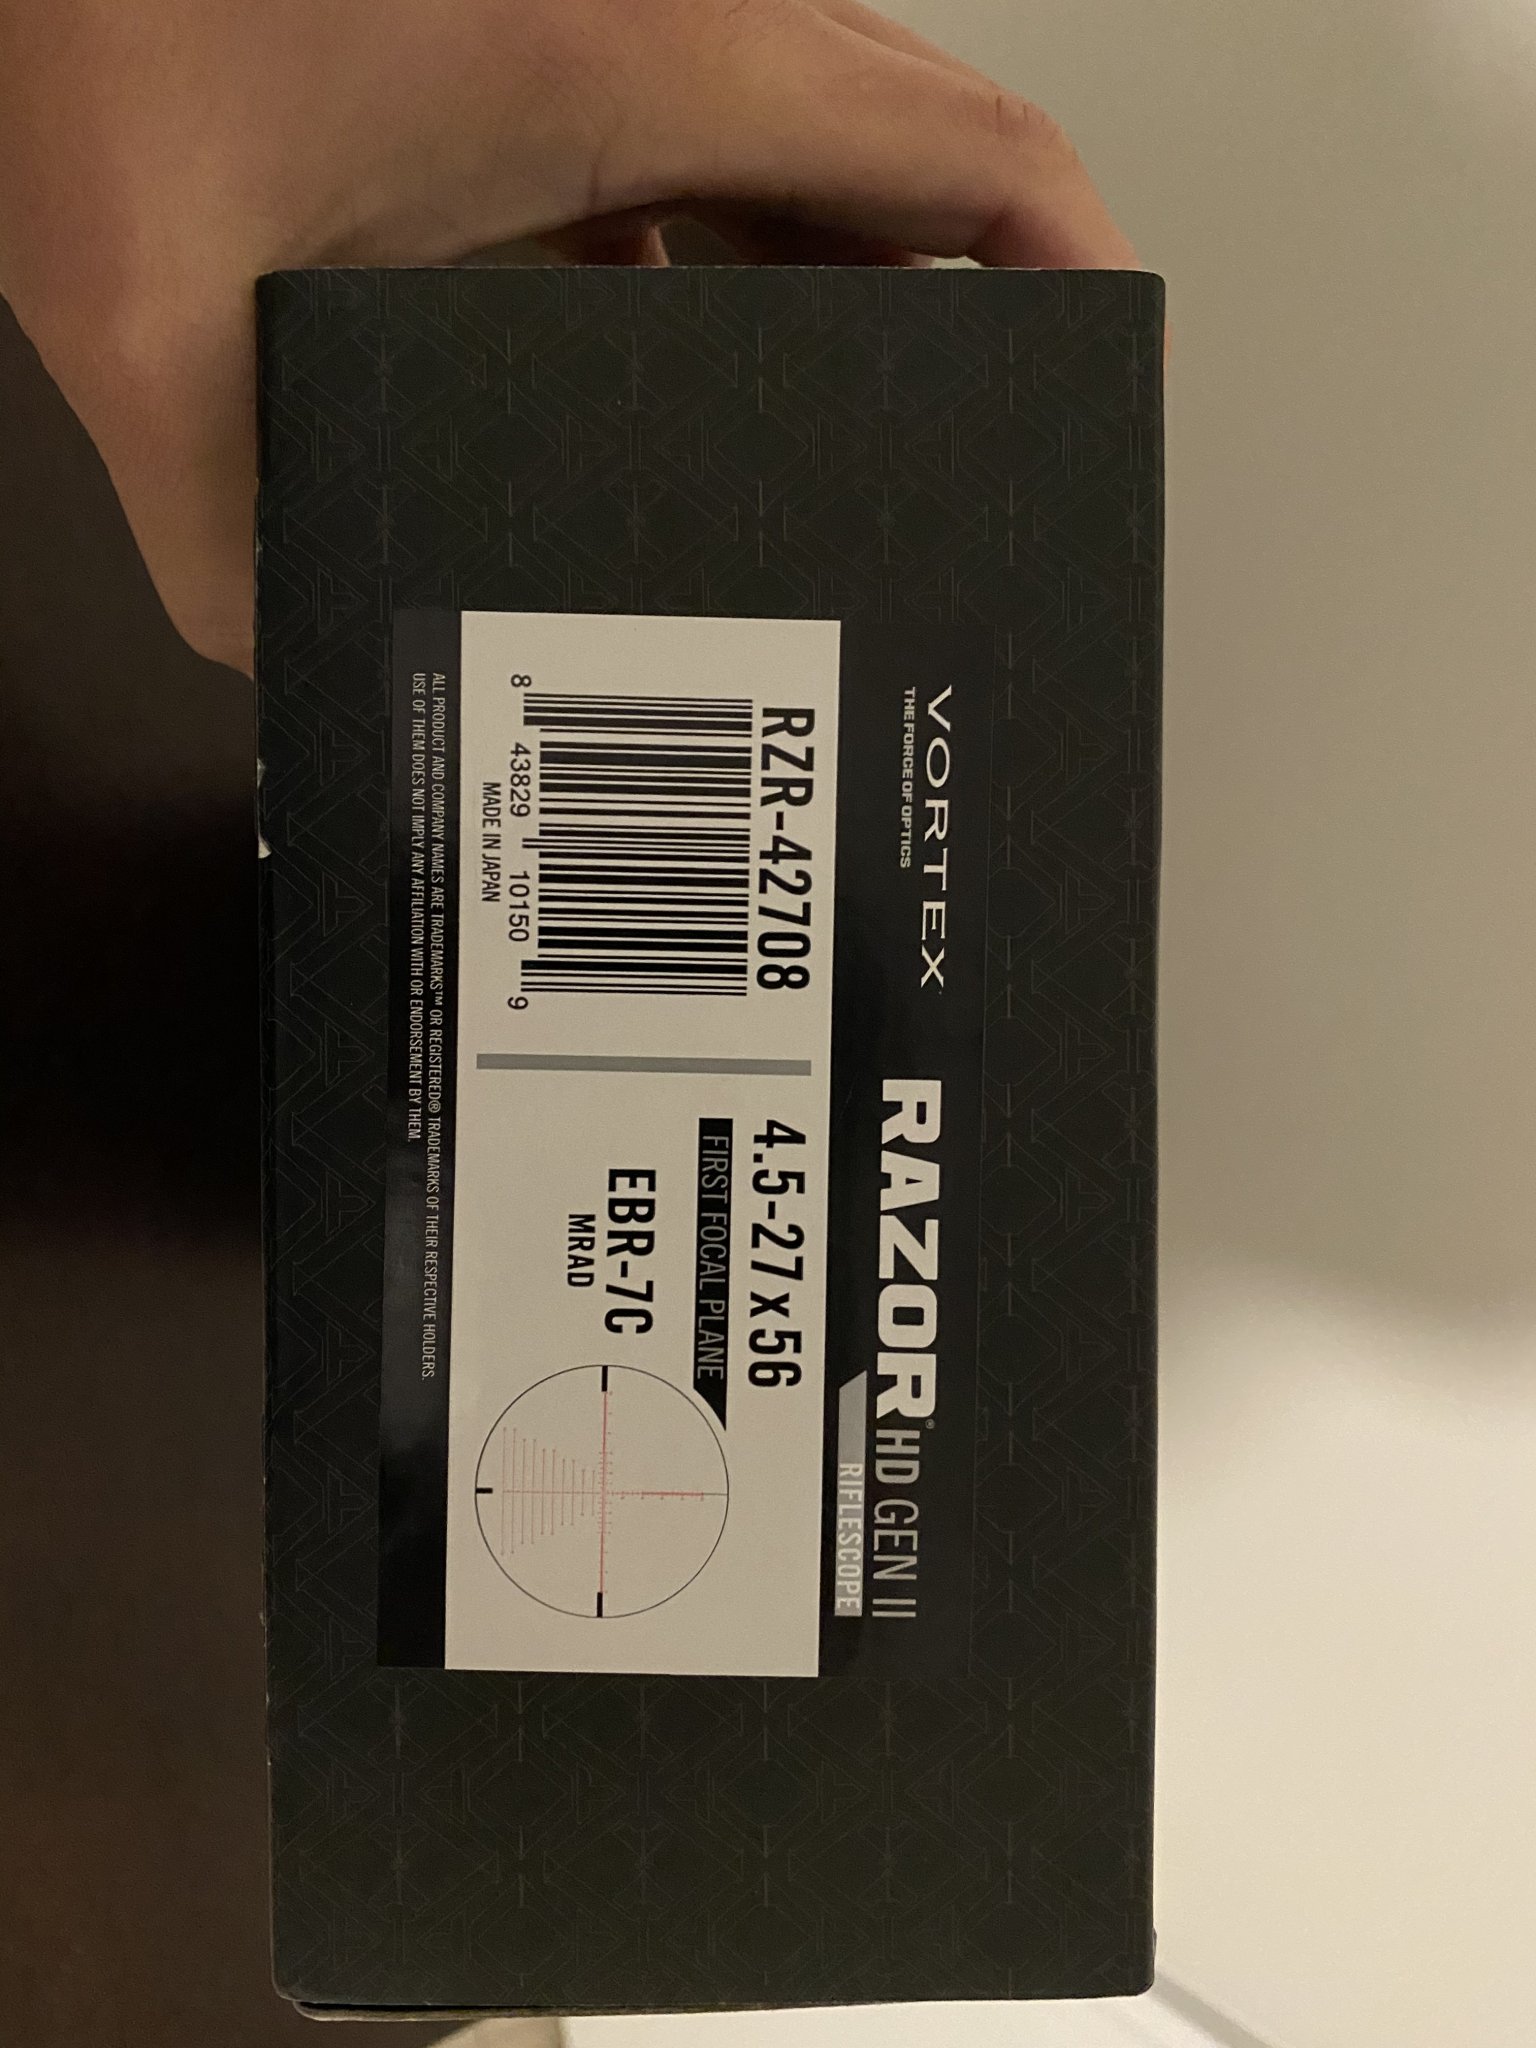 VORTEX
THE FORCE OF OPTICS
RAZOR® HD GEN II
RIFLESCOPE
RZR-42708
8 43829 10150 9
MADE IN JAPAN
4.5-27x56
FIRST FOCAL PLANE
EBR-7C
MRAD
ALL PRODUCT AND COMPANY NAMES ARE TRADEMARKS™ OR REGISTERED® TRADEMARKS OF THEIR RESPECTIVE HOLDERS.
USE OF THEM DOES NOT IMPLY ANY AFFILIATION WITH OR ENDORSEMENT BY THEM.